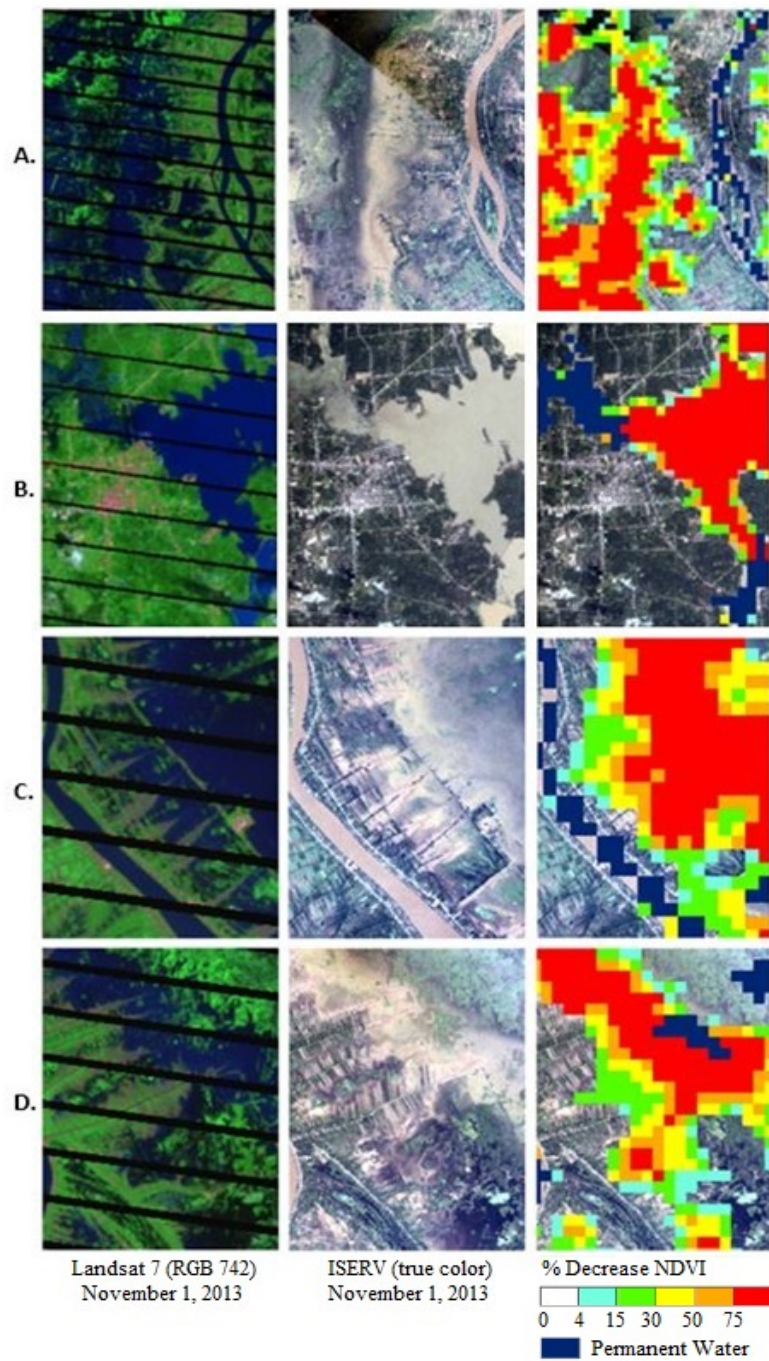 A.
B.
C.
D.
Landsat 7 (RGB 742)
November 1, 2013
ISERV (true color)
November 1, 2013
% Decrease NDVI
0 4 15 30 50 75
Permanent Water